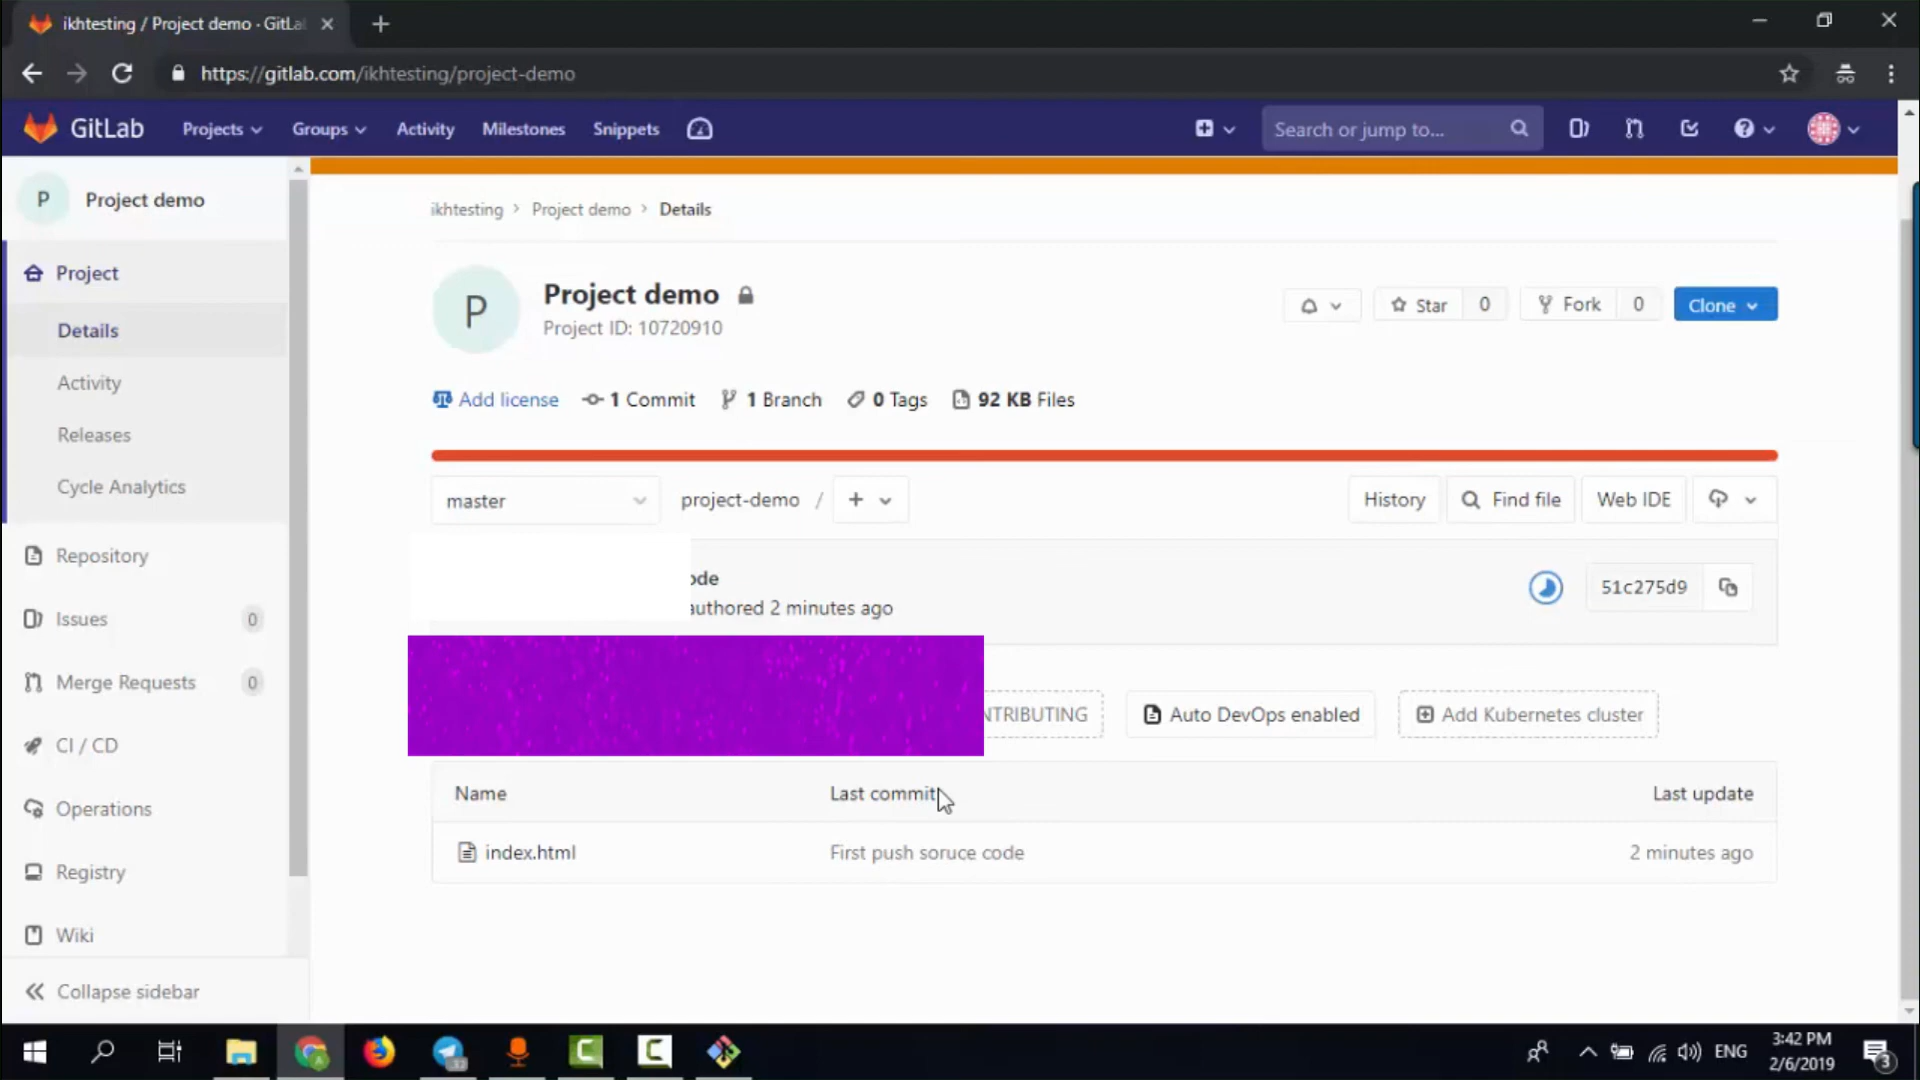 ikhtesting / Project demo · GitLa
https://gitlab.com/ikhtesting/project-demo
GitLab Projects Groups Activity Milestones Snippets Search or jump to...
P Project demo
Project
Details
Activity
Releases
Cycle Analytics
Repository
Issues 0
Merge Requests 0
CI / CD
Operations
Registry
Wiki
Collapse sidebar
ikhtesting > Project demo > Details
P
Project demo
Project ID: 10720910
Star 0 Fork 0 Clone
Add license 1 Commit 1 Branch 0 Tags 92 KB Files
master project-demo / + History Find file Web IDE
ode
authored 2 minutes ago
51c275d9
NTRIBUTING Auto DevOps enabled Add Kubernetes cluster
Name Last commit Last update
index.html First push soruce code 2 minutes ago
ENG
3:42 PM
2/6/2019
3